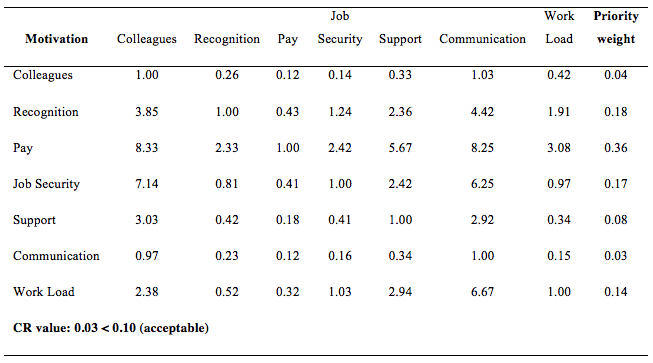 Job Work Priority
Motivation Colleagues Recognition Pay Security Support Communication Load weight
Colleagues 1.00 0.26 0.12 0.14 0.33 1.03 0.42 0.04
Recognition 3.85 1.00 0.43 1.24 2.36 4.42 1.91 0.18
Pay 8.33 2.33 1.00 2.42 5.67 8.25 3.08 0.36
Job Security 7.14 0.81 0.41 1.00 2.42 6.25 0.97 0.17
Support 3.03 0.42 0.18 0.41 1.00 2.92 0.34 0.08
Communication 0.97 0.23 0.12 0.16 0.34 1.00 0.15 0.03
Work Load 2.38 0.52 0.32 1.03 2.94 6.67 1.00 0.14
CR value: 0.03 < 0.10 (acceptable)